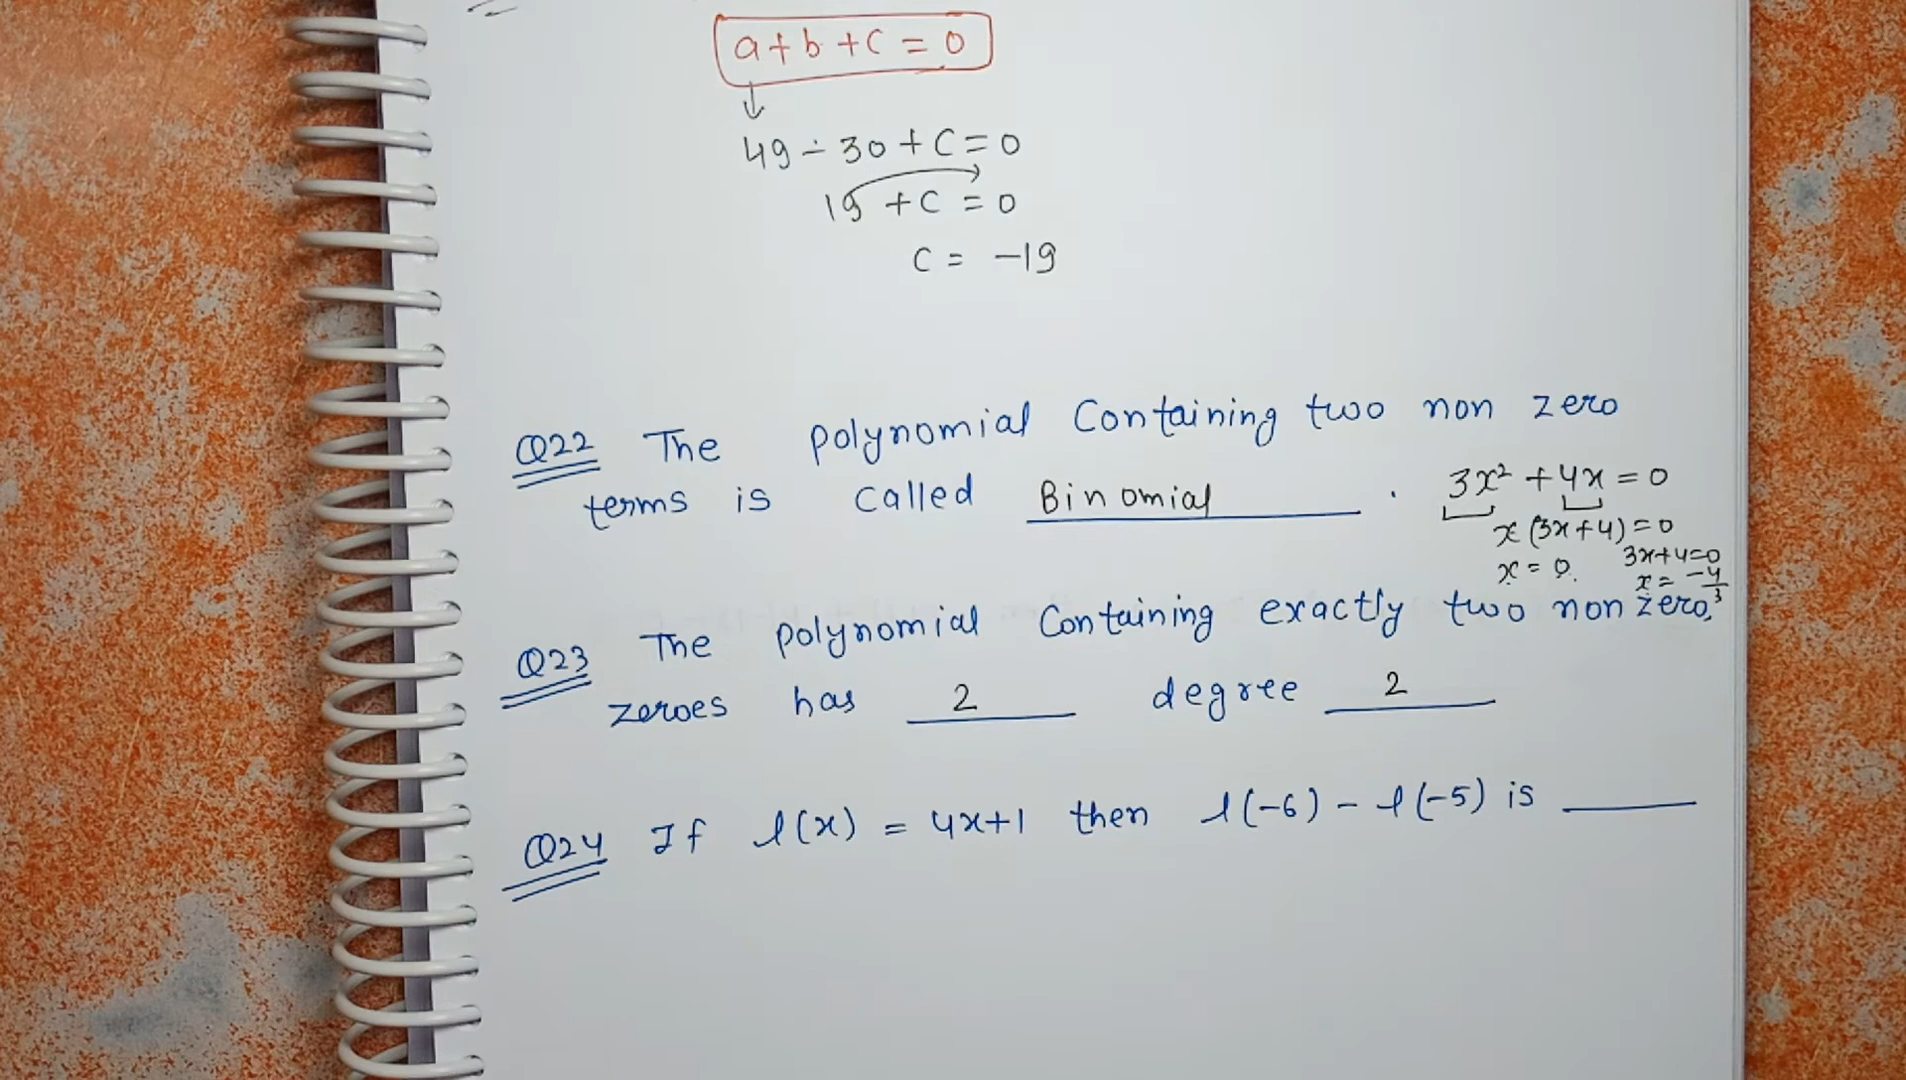 a+b+c=0
↓
49-30+C=0
19+C=0
C=-19
Q22 The polynomial Containing two non zero
terms is called Binomial.
3x²+4x=0
x(3x+4)=0
x=0. 3x+4=0
x=-4/3
Q23 The polynomial Containing exactly two non zero
zeroes has 2 degree 2
Q24 If l(x)=4x+1 then l(-6)-l(-5) is ____